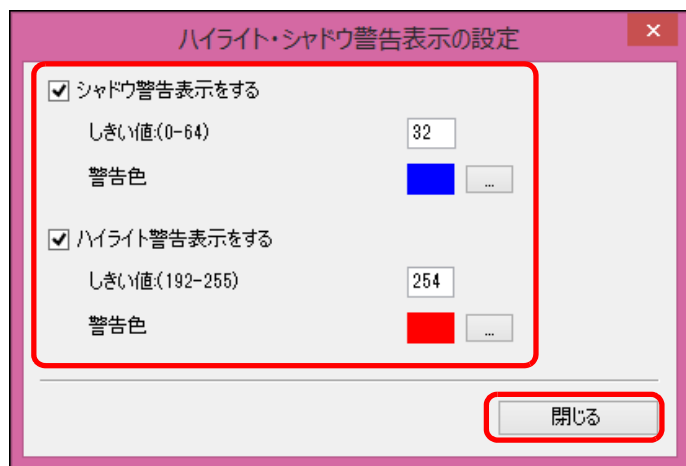 ハイライト・シャドウ警告表示の設定
シャドウ警告表示をする
しきい値:(0-64) 32
警告色 ...
ハイライト警告表示をする
しきい値:(192-255) 254
警告色 ...
閉じる